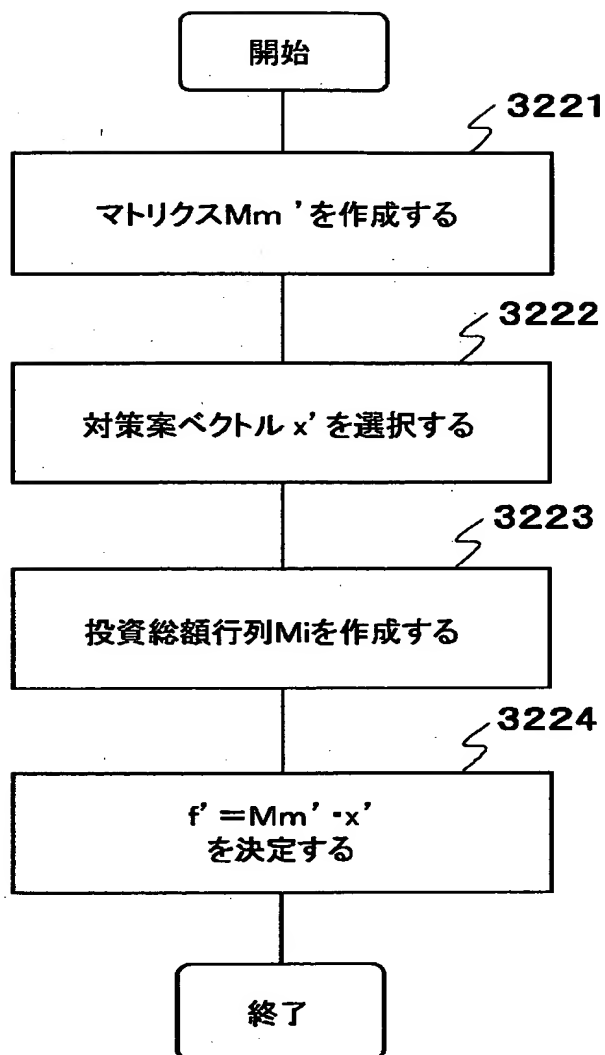 開始
3221
マトリクスMm'を作成する
3222
対策案ベクトルx'を選択する
3223
投資総額行列Miを作成する
3224
f'=Mm'・x'
を決定する
終了